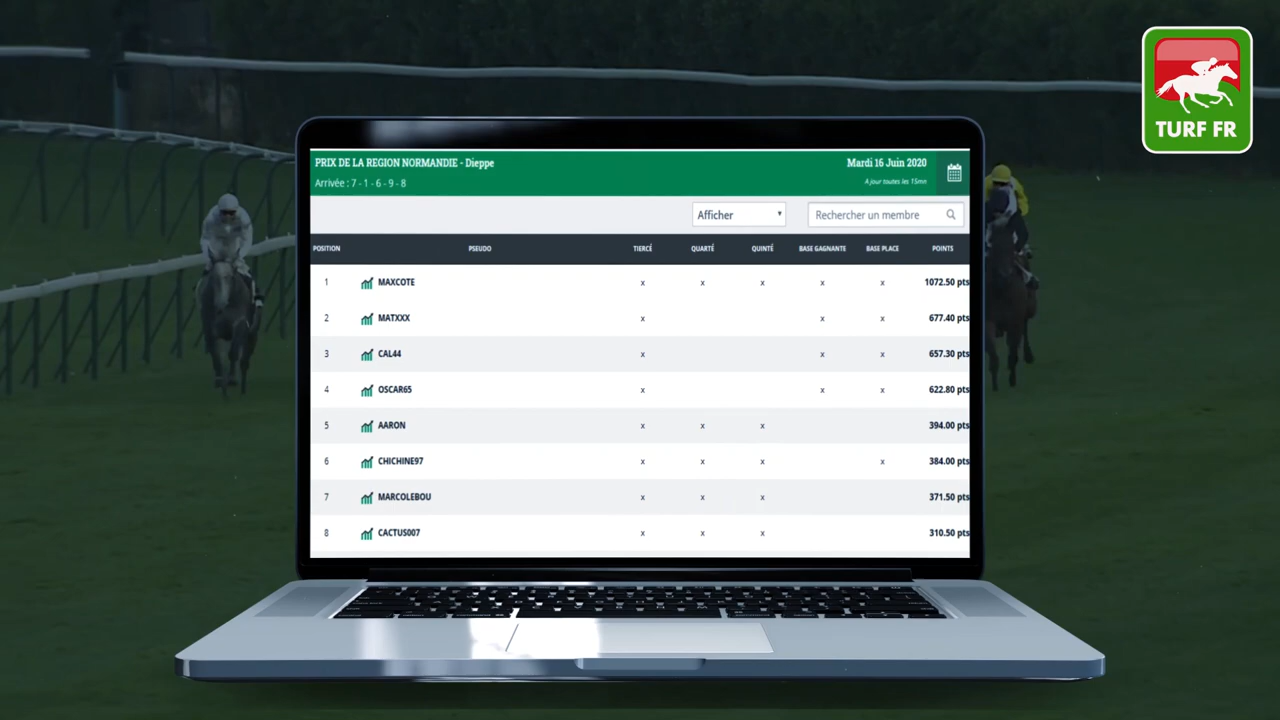 TURF FR
PRIX DE LA REGION NORMANDIE - Dieppe
Mardi 16 Juin 2020
Arrivée : 7 - 1 - 6 - 9 - 8
A jour toutes les 15mn
Afficher
Rechercher un membre
POSITION PSEUDO TIERCÉ QUARTÉ QUINTÉ BASE GAGNANTE BASE PLACE POINTS
1 MAXCOTE x x x x x 1072.50 pts
2 MATXXX x x x 677.40 pts
3 CAL44 x x x 657.30 pts
4 OSCAR65 x x x 622.80 pts
5 AARON x x x 394.00 pts
6 CHICHINE97 x x x x 384.00 pts
7 MARCOLEBOU x x x 371.50 pts
8 CACTUS007 x x x 310.50 pts